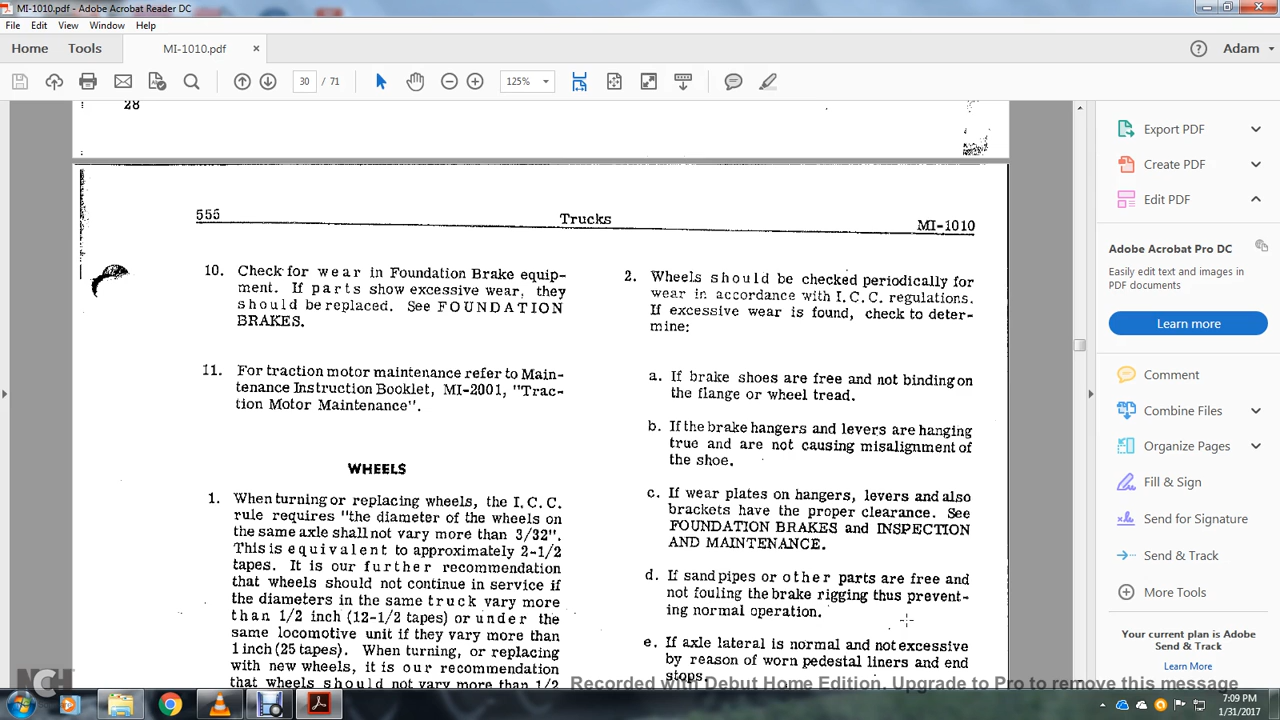 MI-1010.pdf - Adobe Acrobat Reader DC
File Edit View Window Help
Home Tools MI-1010.pdf × Adam
30 / 71 125%
28
555 Trucks MI-1010
10. Check for wear in Foundation Brake equip-
ment. If parts show excessive wear, they
should be replaced. See FOUNDATION
BRAKES.
11. For traction motor maintenance refer to Main-
tenance Instruction Booklet, MI-2001, "Trac-
tion Motor Maintenance".
WHEELS
1. When turning or replacing wheels, the I.C.C.
rule requires "the diameter of the wheels on
the same axle shall not vary more than 3/32".
This is equivalent to approximately 2-1/2
tapes. It is our further recommendation
that wheels should not continue in service if
the diameters in the same truck vary more
than 1/2 inch (12-1/2 tapes) or under the
same locomotive unit if they vary more than
1 inch (25 tapes). When turning, or replacing
with new wheels, it is our recommendation
that wheels should not vary more than 1/2
2. Wheels should be checked periodically for
wear in accordance with I.C.C. regulations.
If excessive wear is found, check to deter-
mine:
a. If brake shoes are free and not binding on
the flange or wheel tread.
b. If the brake hangers and levers are hanging
true and are not causing misalignment of
the shoe.
c. If wear plates on hangers, levers and also
brackets have the proper clearance. See
FOUNDATION BRAKES and INSPECTION
AND MAINTENANCE.
d. If sand pipes or other parts are free and
not fouling the brake rigging thus prevent-
ing normal operation.
e. If axle lateral is normal and not excessive
by reason of worn pedestal liners and end
stops.
Export PDF
Create PDF
Edit PDF
Adobe Acrobat Pro DC
Easily edit text and images in
PDF documents
Learn more
Comment
Combine Files
Organize Pages
Fill & Sign
Send for Signature
Send & Track
More Tools
Your current plan is Adobe
Send & Track
Learn More
NCH
Recorded with Debut Home Edition. Upgrade to Pro to remove this message
7:09 PM
1/31/2017